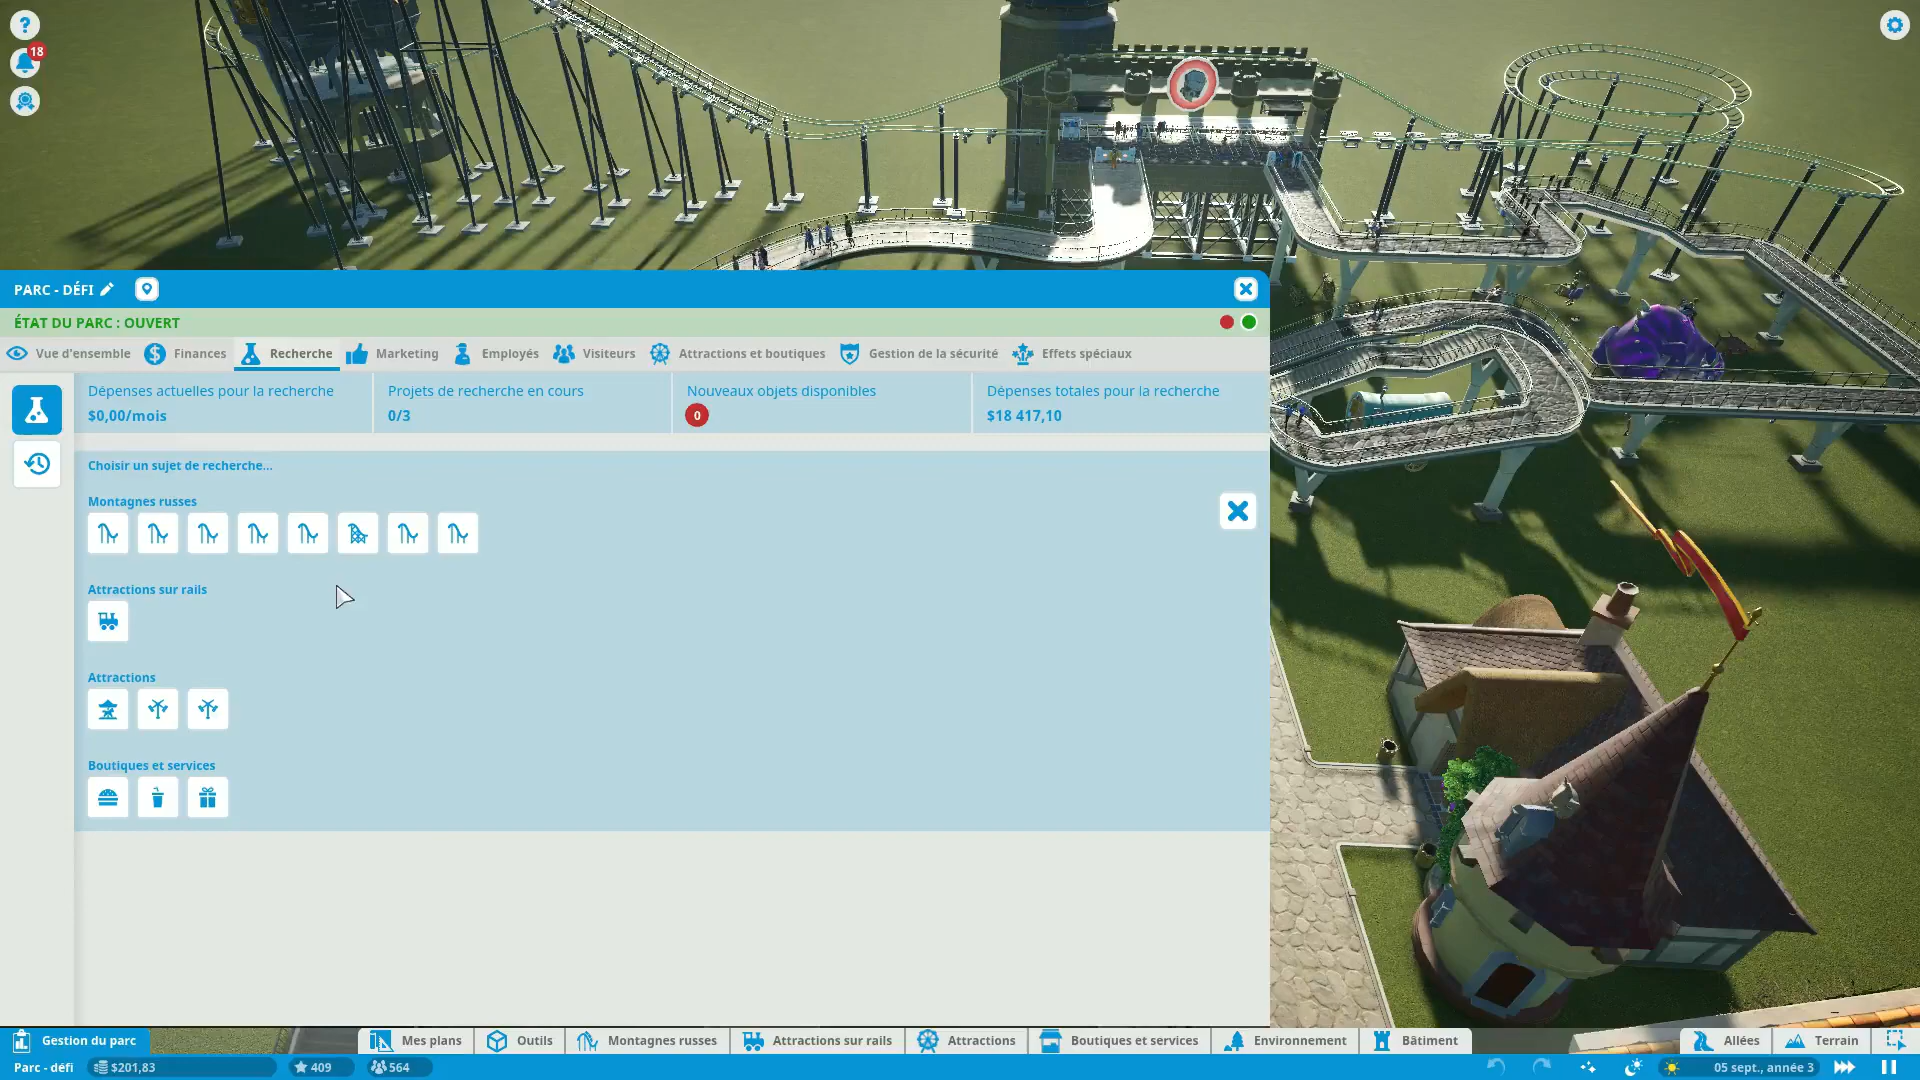 ?
18
PARC - DÉFI
ÉTAT DU PARC : OUVERT
Vue d'ensemble
Finances
Recherche
Marketing
Employés
Visiteurs
Attractions et boutiques
Gestion de la sécurité
Effets spéciaux
Dépenses actuelles pour la recherche
$0,00/mois
Projets de recherche en cours
0/3
Nouveaux objets disponibles
0
Dépenses totales pour la recherche
$18 417,10
Choisir un sujet de recherche...
Montagnes russes
Attractions sur rails
Attractions
Boutiques et services
Gestion du parc
Mes plans
Outils
Montagnes russes
Attractions sur rails
Attractions
Boutiques et services
Environnement
Bâtiment
Allées
Terrain
Parc - défi
$201,83
409
564
05 sept., année 3